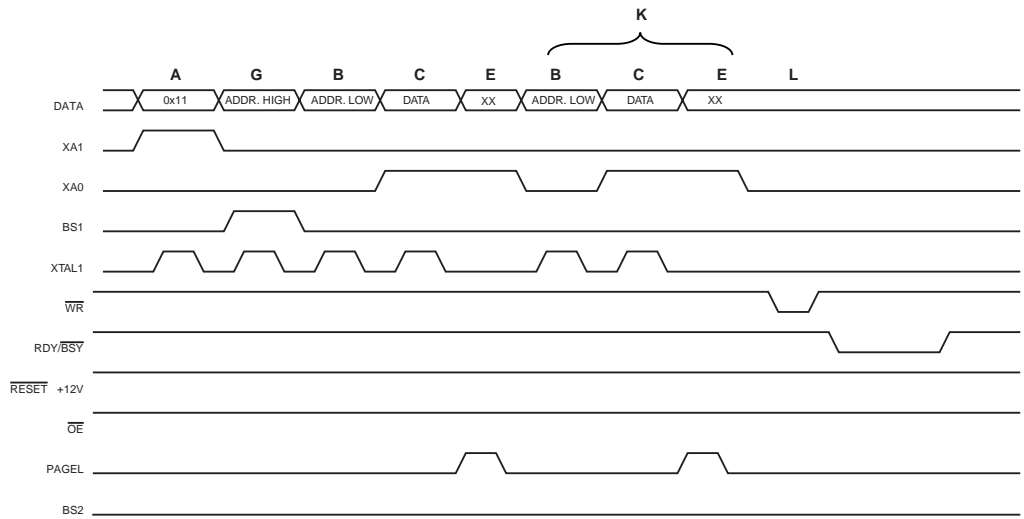 K
A G B C E B C E L
DATA 0x11 ADDR. HIGH ADDR. LOW DATA XX ADDR. LOW DATA XX
XA1
XA0
BS1
XTAL1
WR
RDY/BSY
RESET +12V
OE
PAGEL
BS2